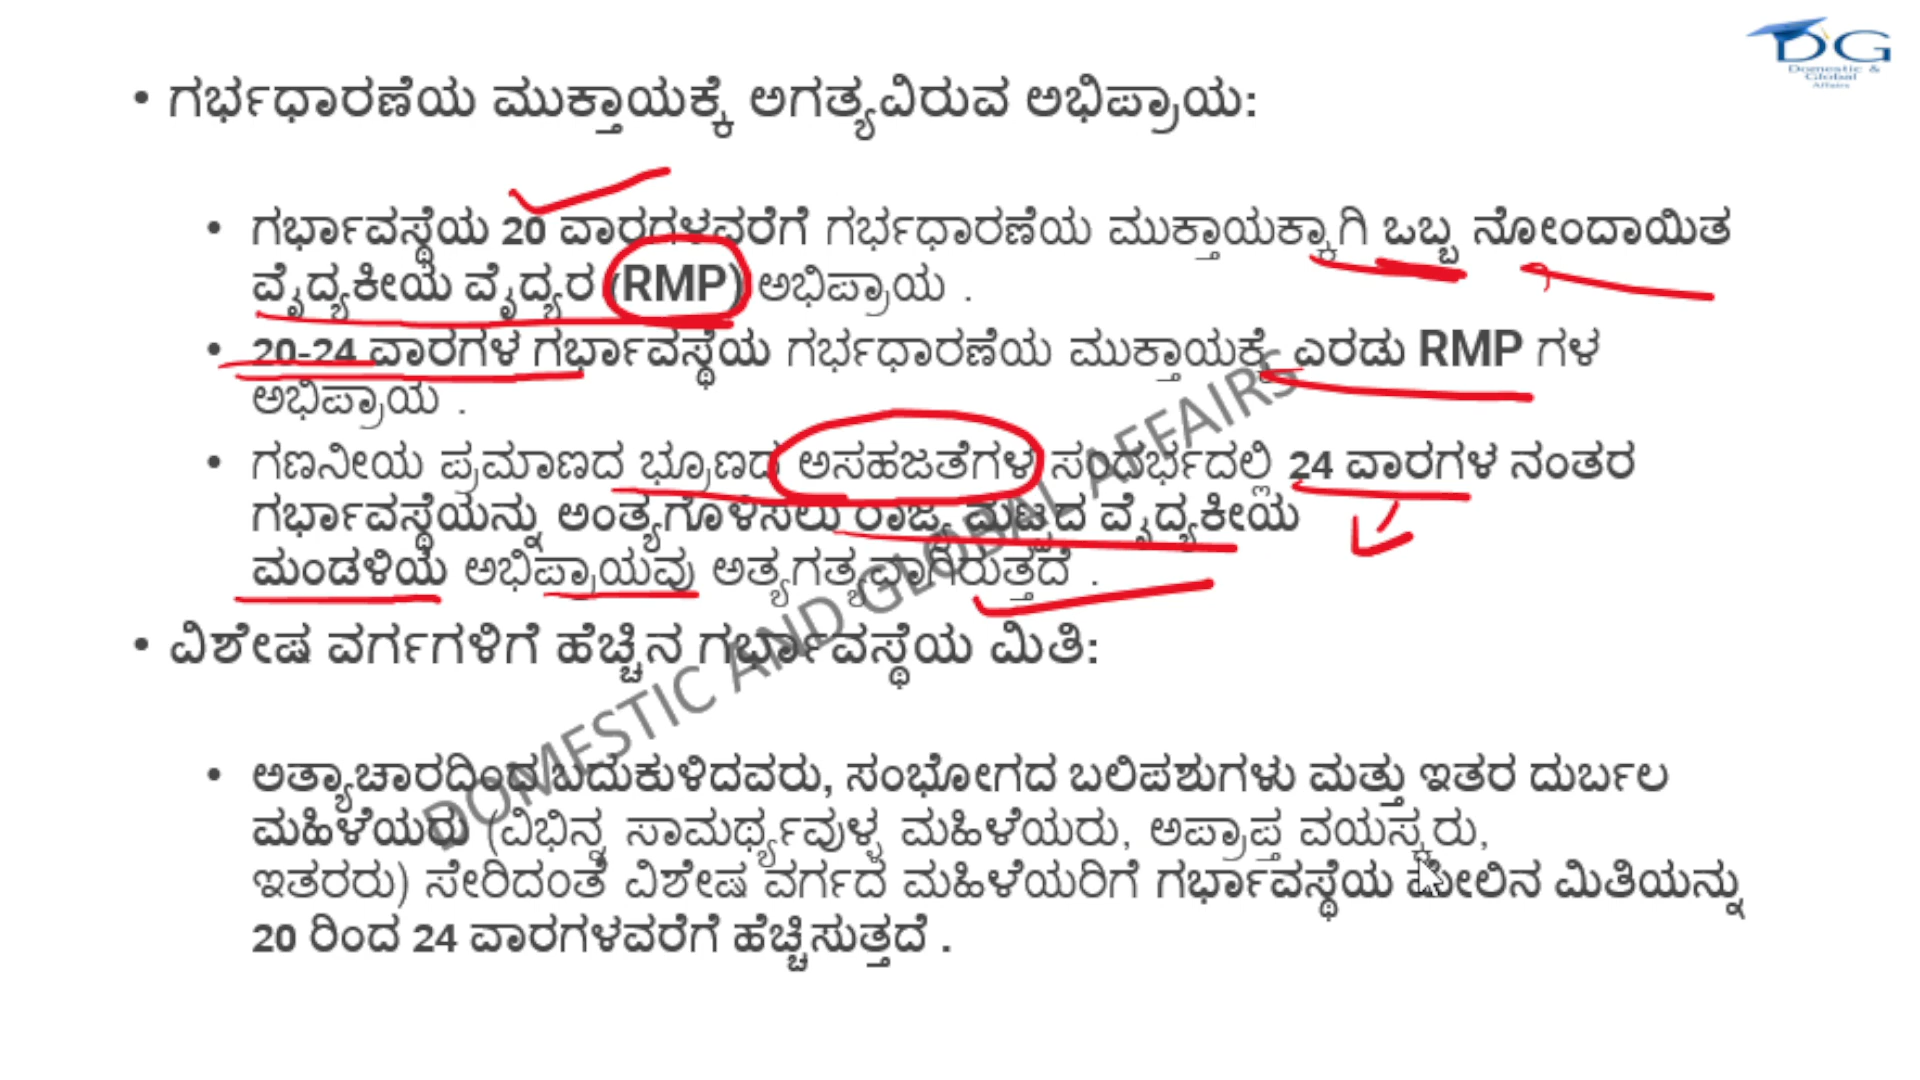 DG
Domestic &
Global
Affairs
• ಗರ್ಭಧಾರಣೆಯ ಮುಕ್ತಾಯಕ್ಕೆ ಅಗತ್ಯವಿರುವ ಅಭಿಪ್ರಾಯ:
• ಗರ್ಭಾವಸ್ಥೆಯ 20 ವಾರಗಳವರೆಗೆ ಗರ್ಭಧಾರಣೆಯ ಮುಕ್ತಾಯಕ್ಕಾಗಿ ಒಬ್ಬ ನೋಂದಾಯಿತ
ವೈದ್ಯಕೀಯ ವೈದ್ಯರ (RMP) ಅಭಿಪ್ರಾಯ .
• 20-24 ವಾರಗಳ ಗರ್ಭಾವಸ್ಥೆಯ ಗರ್ಭಧಾರಣೆಯ ಮುಕ್ತಾಯಕ್ಕೆ ಎರಡು RMP ಗಳ
ಅಭಿಪ್ರಾಯ .
• ಗಣನೀಯ ಪ್ರಮಾಣದ ಭ್ರೂಣದ ಅಸಹಜತೆಗಳ ಸಂದರ್ಭದಲ್ಲಿ 24 ವಾರಗಳ ನಂತರ
ಗರ್ಭಾವಸ್ಥೆಯನ್ನು ಅಂತ್ಯಗೊಳಿಸಲು ರಾಜ್ಯ ಮಟ್ಟದ ವೈದ್ಯಕೀಯ
ಮಂಡಳಿಯ ಅಭಿಪ್ರಾಯವು ಅತ್ಯಗತ್ಯವಾಗಿರುತ್ತದೆ .
• ವಿಶೇಷ ವರ್ಗಗಳಿಗೆ ಹೆಚ್ಚಿನ ಗರ್ಭಾವಸ್ಥೆಯ ಮಿತಿ:
• ಅತ್ಯಾಚಾರದಿಂದ ಬದುಕುಳಿದವರು, ಸಂಭೋಗದ ಬಲಿಪಶುಗಳು ಮತ್ತು ಇತರ ದುರ್ಬಲ
ಮಹಿಳೆಯರು (ವಿಭಿನ್ನ ಸಾಮರ್ಥ್ಯವುಳ್ಳ ಮಹಿಳೆಯರು, ಅಪ್ರಾಪ್ತ ವಯಸ್ಕರು,
ಇತರರು) ಸೇರಿದಂತೆ ವಿಶೇಷ ವರ್ಗದ ಮಹಿಳೆಯರಿಗೆ ಗರ್ಭಾವಸ್ಥೆಯ ಮೇಲಿನ ಮಿತಿಯನ್ನು
20 ರಿಂದ 24 ವಾರಗಳವರೆಗೆ ಹೆಚ್ಚಿಸುತ್ತದೆ .
DOMESTIC AND GLOBAL AFFAIRS